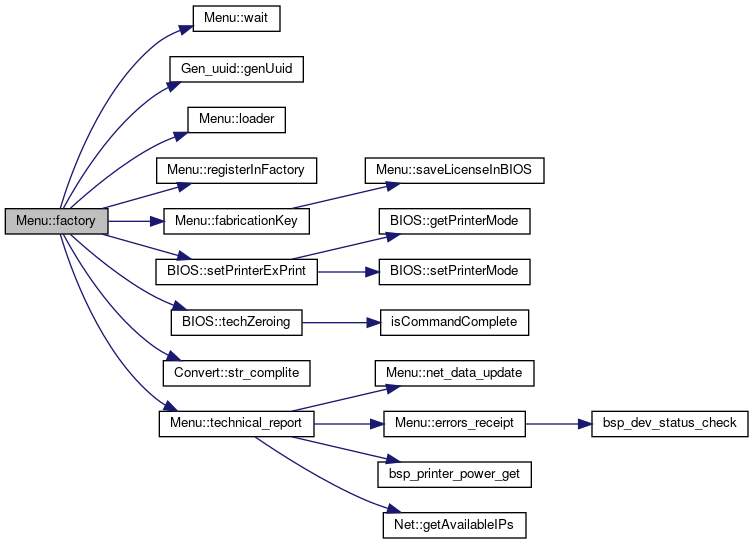 Menu::wait
Gen_uuid::genUuid
Menu::loader
Menu::registerInFactory
Menu::saveLicenseInBIOS
Menu::factory
Menu::fabricationKey
BIOS::getPrinterMode
BIOS::setPrinterExPrint
BIOS::setPrinterMode
BIOS::techZeroing
isCommandComplete
Convert::str_complite
Menu::net_data_update
Menu::technical_report
Menu::errors_receipt
bsp_dev_status_check
bsp_printer_power_get
Net::getAvailableIPs